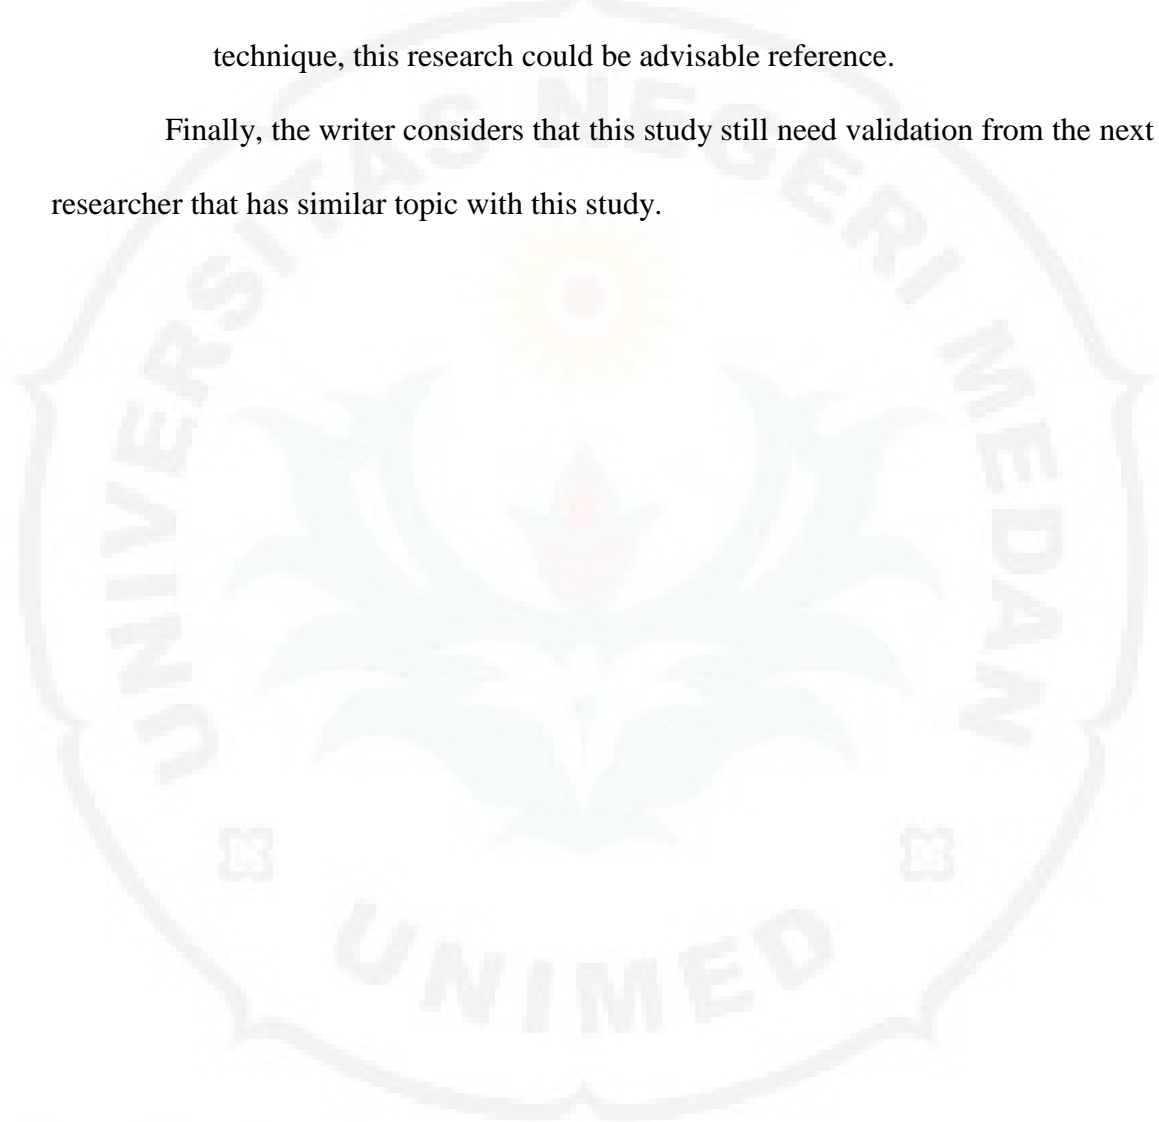 technique, this research could be advisable reference.
Finally, the writer considers that this study still need validation from the next
researcher that has similar topic with this study.
UNIVERSITAS NEGERI MEDAN
UNIMED